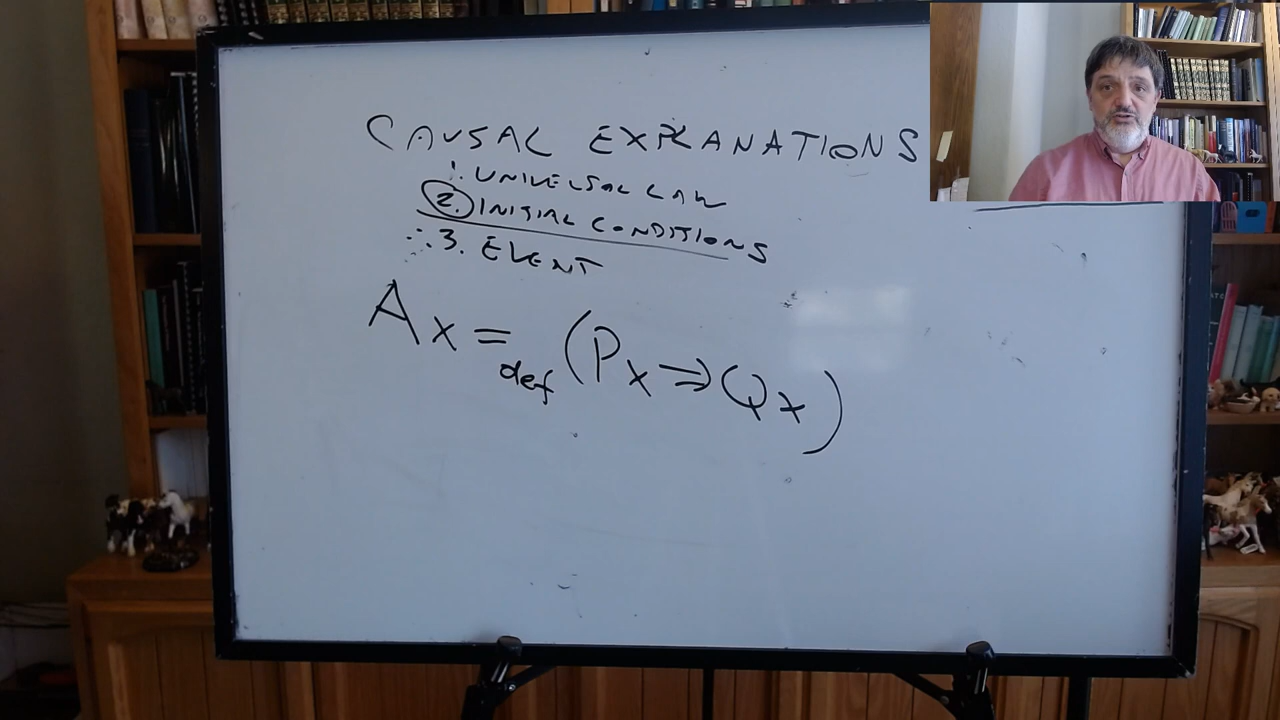 CAUSAL EXPLANATIONS
1. UNIVERSAL LAW
2. INITIAL CONDITIONS
∴ 3. EVENT
Ax =def (Px ⇒ Qx)